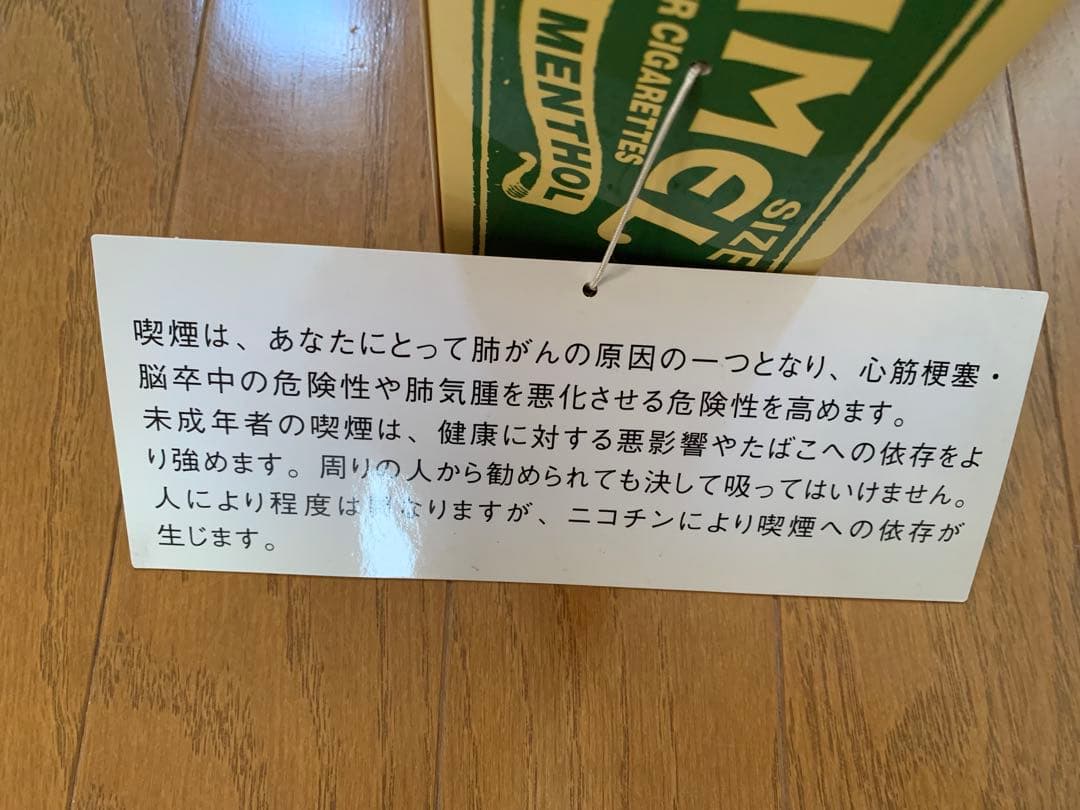 MENTHOL
R CIGARETTES
MeL
SIZE
喫煙は、あなたにとって肺がんの原因の一つとなり、心筋梗塞・
脳卒中の危険性や肺気腫を悪化させる危険性を高めます。
未成年者の喫煙は、健康に対する悪影響やたばこへの依存をよ
り強めます。周りの人から勧められても決して吸ってはいけません。
人により程度は異なりますが、ニコチンにより喫煙への依存が
生じます。